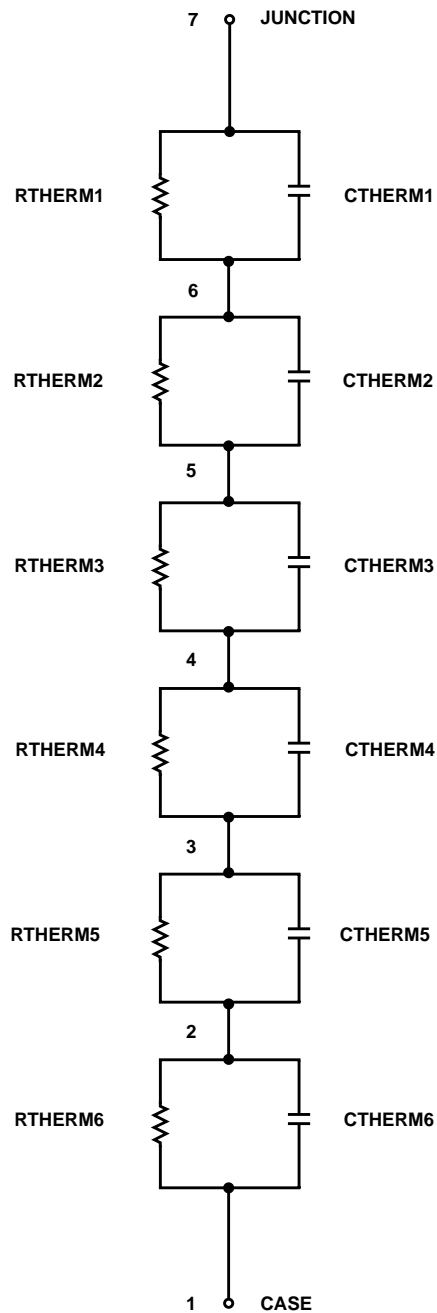 7 JUNCTION
RTHERM1 CTHERM1
6
RTHERM2 CTHERM2
5
RTHERM3 CTHERM3
4
RTHERM4 CTHERM4
3
RTHERM5 CTHERM5
2
RTHERM6 CTHERM6
1 CASE